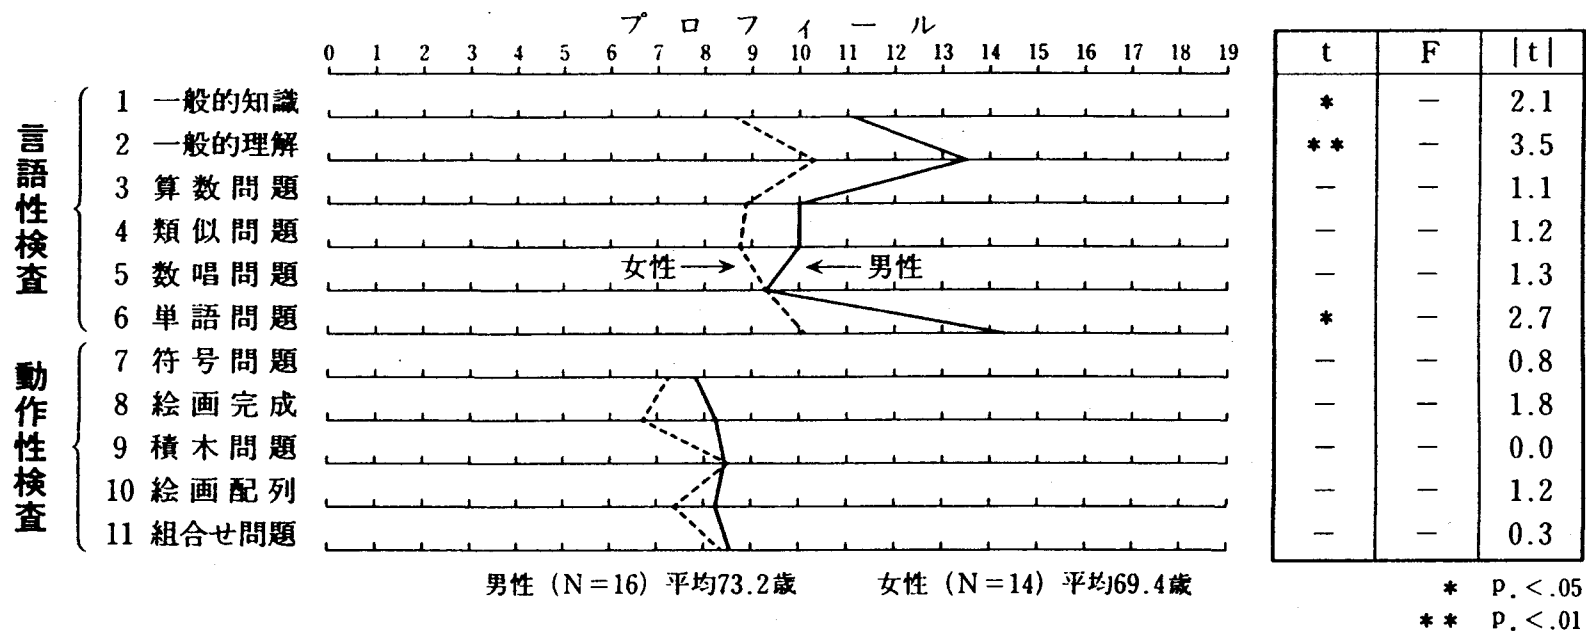 プロフィール
0 1 2 3 4 5 6 7 8 9 10 11 12 13 14 15 16 17 18 19
t F |t|
言語性検査
1 一般的知識 * － 2.1
2 一般的理解 ** － 3.5
3 算数問題 － － 1.1
4 類似問題 － － 1.2
女性→ ←男性
5 数唱問題 － － 1.3
6 単語問題 * － 2.7
動作性検査
7 符号問題 － － 0.8
8 絵画完成 － － 1.8
9 積木問題 － － 0.0
10 絵画配列 － － 1.2
11 組合せ問題 － － 0.3
男性（N＝16）平均73.2歳 女性（N＝14）平均69.4歳
* p.＜.05
** p.＜.01